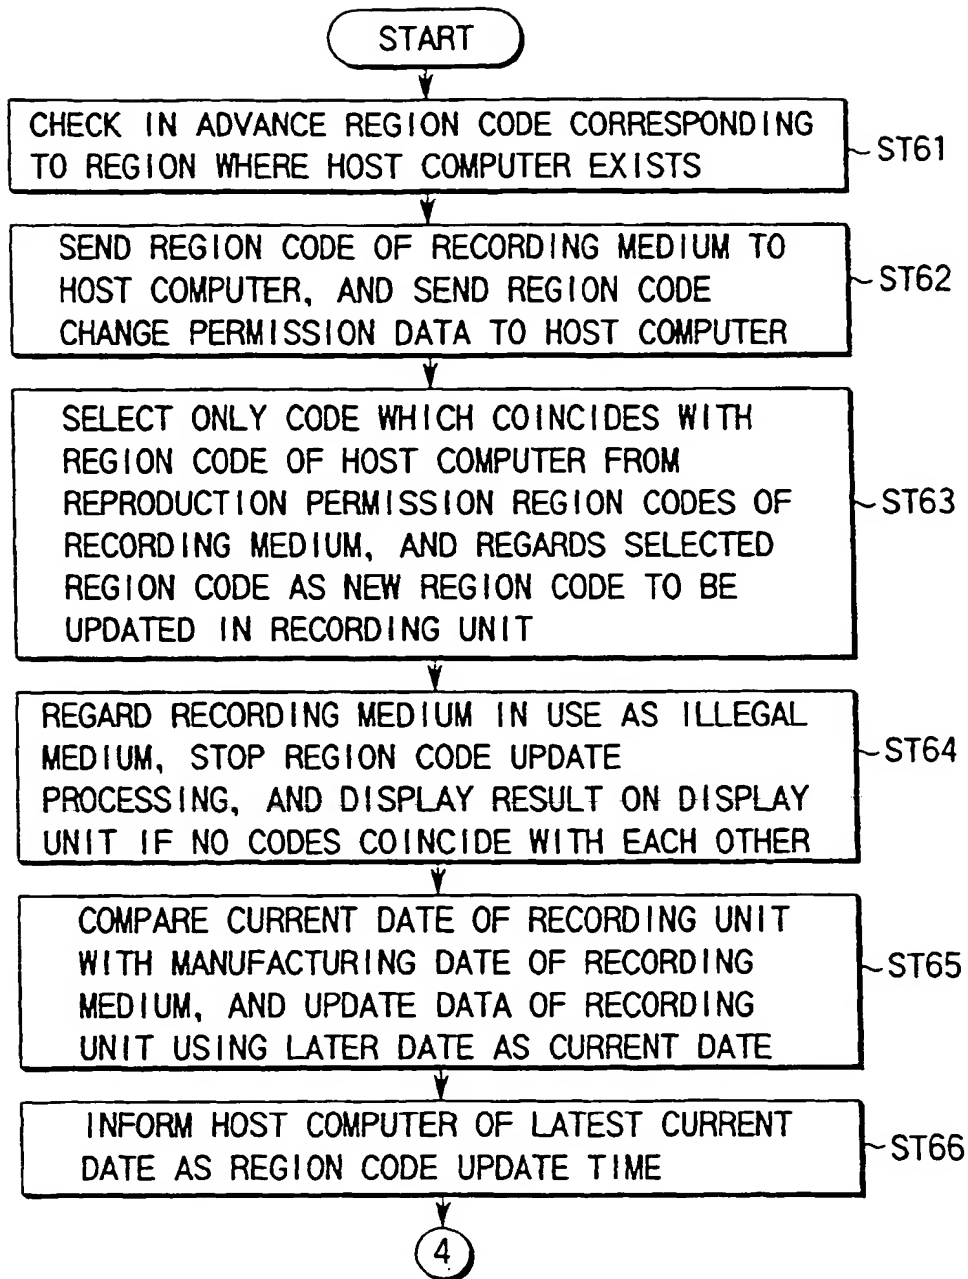 START
CHECK IN ADVANCE REGION CODE CORRESPONDING
TO REGION WHERE HOST COMPUTER EXISTS
ST61
SEND REGION CODE OF RECORDING MEDIUM TO
HOST COMPUTER, AND SEND REGION CODE
CHANGE PERMISSION DATA TO HOST COMPUTER
ST62
SELECT ONLY CODE WHICH COINCIDES WITH
REGION CODE OF HOST COMPUTER FROM
REPRODUCTION PERMISSION REGION CODES OF
RECORDING MEDIUM, AND REGARDS SELECTED
REGION CODE AS NEW REGION CODE TO BE
UPDATED IN RECORDING UNIT
ST63
REGARD RECORDING MEDIUM IN USE AS ILLEGAL
MEDIUM, STOP REGION CODE UPDATE
PROCESSING, AND DISPLAY RESULT ON DISPLAY
UNIT IF NO CODES COINCIDE WITH EACH OTHER
ST64
COMPARE CURRENT DATE OF RECORDING UNIT
WITH MANUFACTURING DATE OF RECORDING
MEDIUM, AND UPDATE DATA OF RECORDING
UNIT USING LATER DATE AS CURRENT DATE
ST65
INFORM HOST COMPUTER OF LATEST CURRENT
DATE AS REGION CODE UPDATE TIME
ST66
4